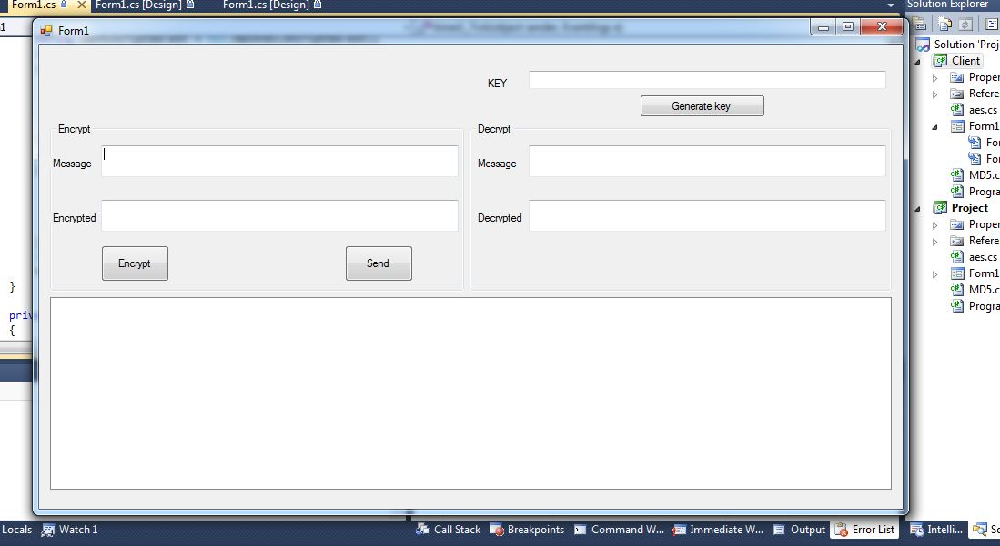 Form1.cs
Form1.cs [Design]
Form1.cs [Design]
Solution Explorer
1
Form1
KEY
Generate key
Encrypt
Message
Encrypted
Encrypt
Send
Decrypt
Message
Decrypted
}
priv
{
Solution 'Proj
Client
Proper
Refere
aes.cs
Form1
For
For
MD5.c
Progra
Project
Proper
Refere
aes.cs
Form1
MD5.c
Progra
Locals
Watch 1
Call Stack
Breakpoints
Command W...
Immediate W...
Output
Error List
Intelli...
So